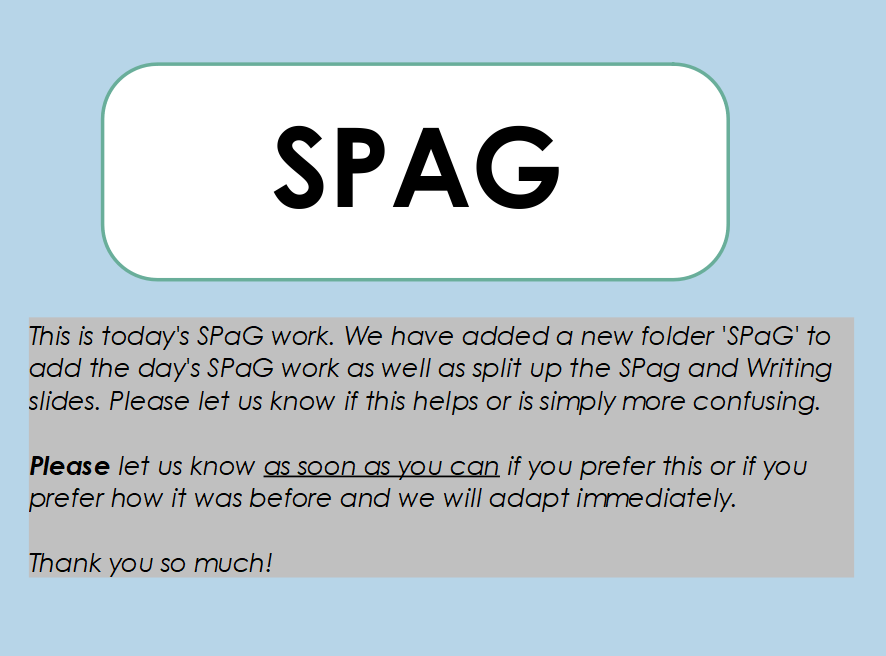 SPAG
This is today's SPaG work. We have added a new folder 'SPaG' to
add the day's SPaG work as well as split up the SPag and Writing
slides. Please let us know if this helps or is simply more confusing.
Please let us know as soon as you can if you prefer this or if you
prefer how it was before and we will adapt immediately.
Thank you so much!